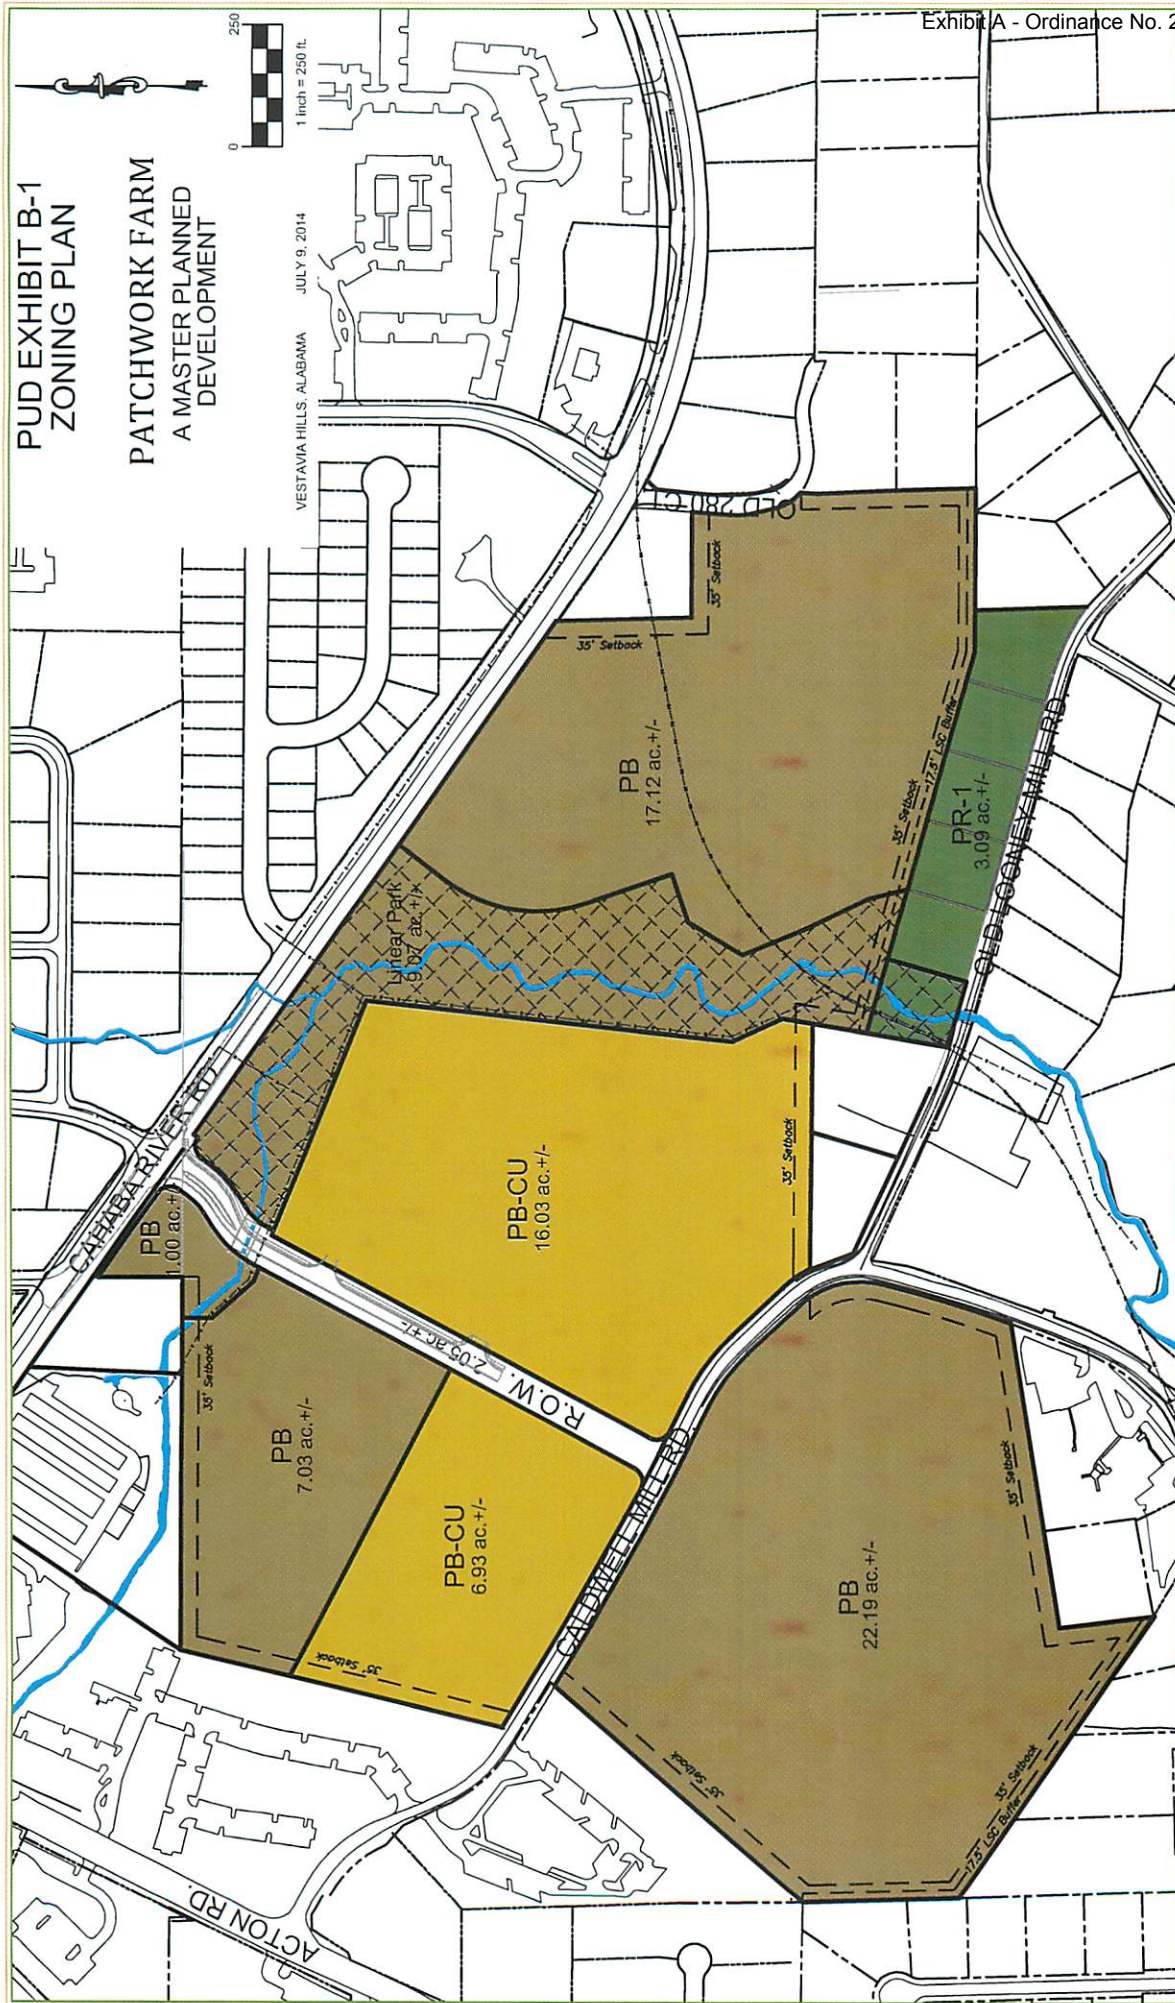 Exhibit A - Ordinance No. 2
PUD EXHIBIT B-1
ZONING PLAN
PATCHWORK FARM
A MASTER PLANNED
DEVELOPMENT
VESTAVIA HILLS, ALABAMA JULY 9, 2014
0 250
1 inch = 250 ft.
ACTON RD.
CAHABA RIVER RD
CALDWELL MILL RD.
OLD LOONEY MILL RD.
OLD 280 CT
R.O.W.
2.05 ac.+/-
PB
1.00 ac.+
PB
7.03 ac.+/-
35' Setback
PB-CU
6.93 ac.+/-
35' Setback
PB-CU
16.03 ac.+/-
35' Setback
Linear Park
9.07 ac.+/-
PB
17.12 ac.+/-
35' Setback
35' Setback
35' Setback
17.5' LSC Buffer
PR-1
3.09 ac.+/-
PB
22.19 ac.+/-
35' Setback
35' Setback
35' Setback
17.5' LSC Buffer